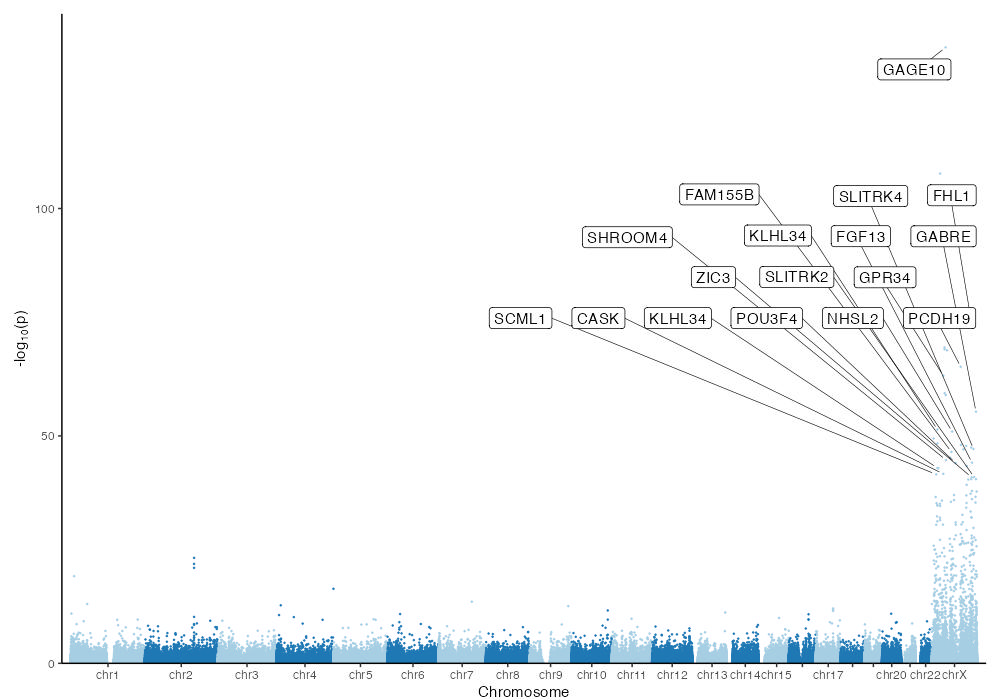 GAGE10
FAM155B
SLITRK4
FHL1
100
SHROOM4
KLHL34
FGF13
GABRE
ZIC3
SLITRK2
GPR34
SCML1
CASK
KLHL34
POU3F4
NHSL2
PCDH19
-log10(p)
50
0
chr1 chr2 chr3 chr4 chr5 chr6 chr7 chr8 chr9 chr10 chr11 chr12 chr13 chr14 chr15 chr17 chr20 chr22 chrX
Chromosome